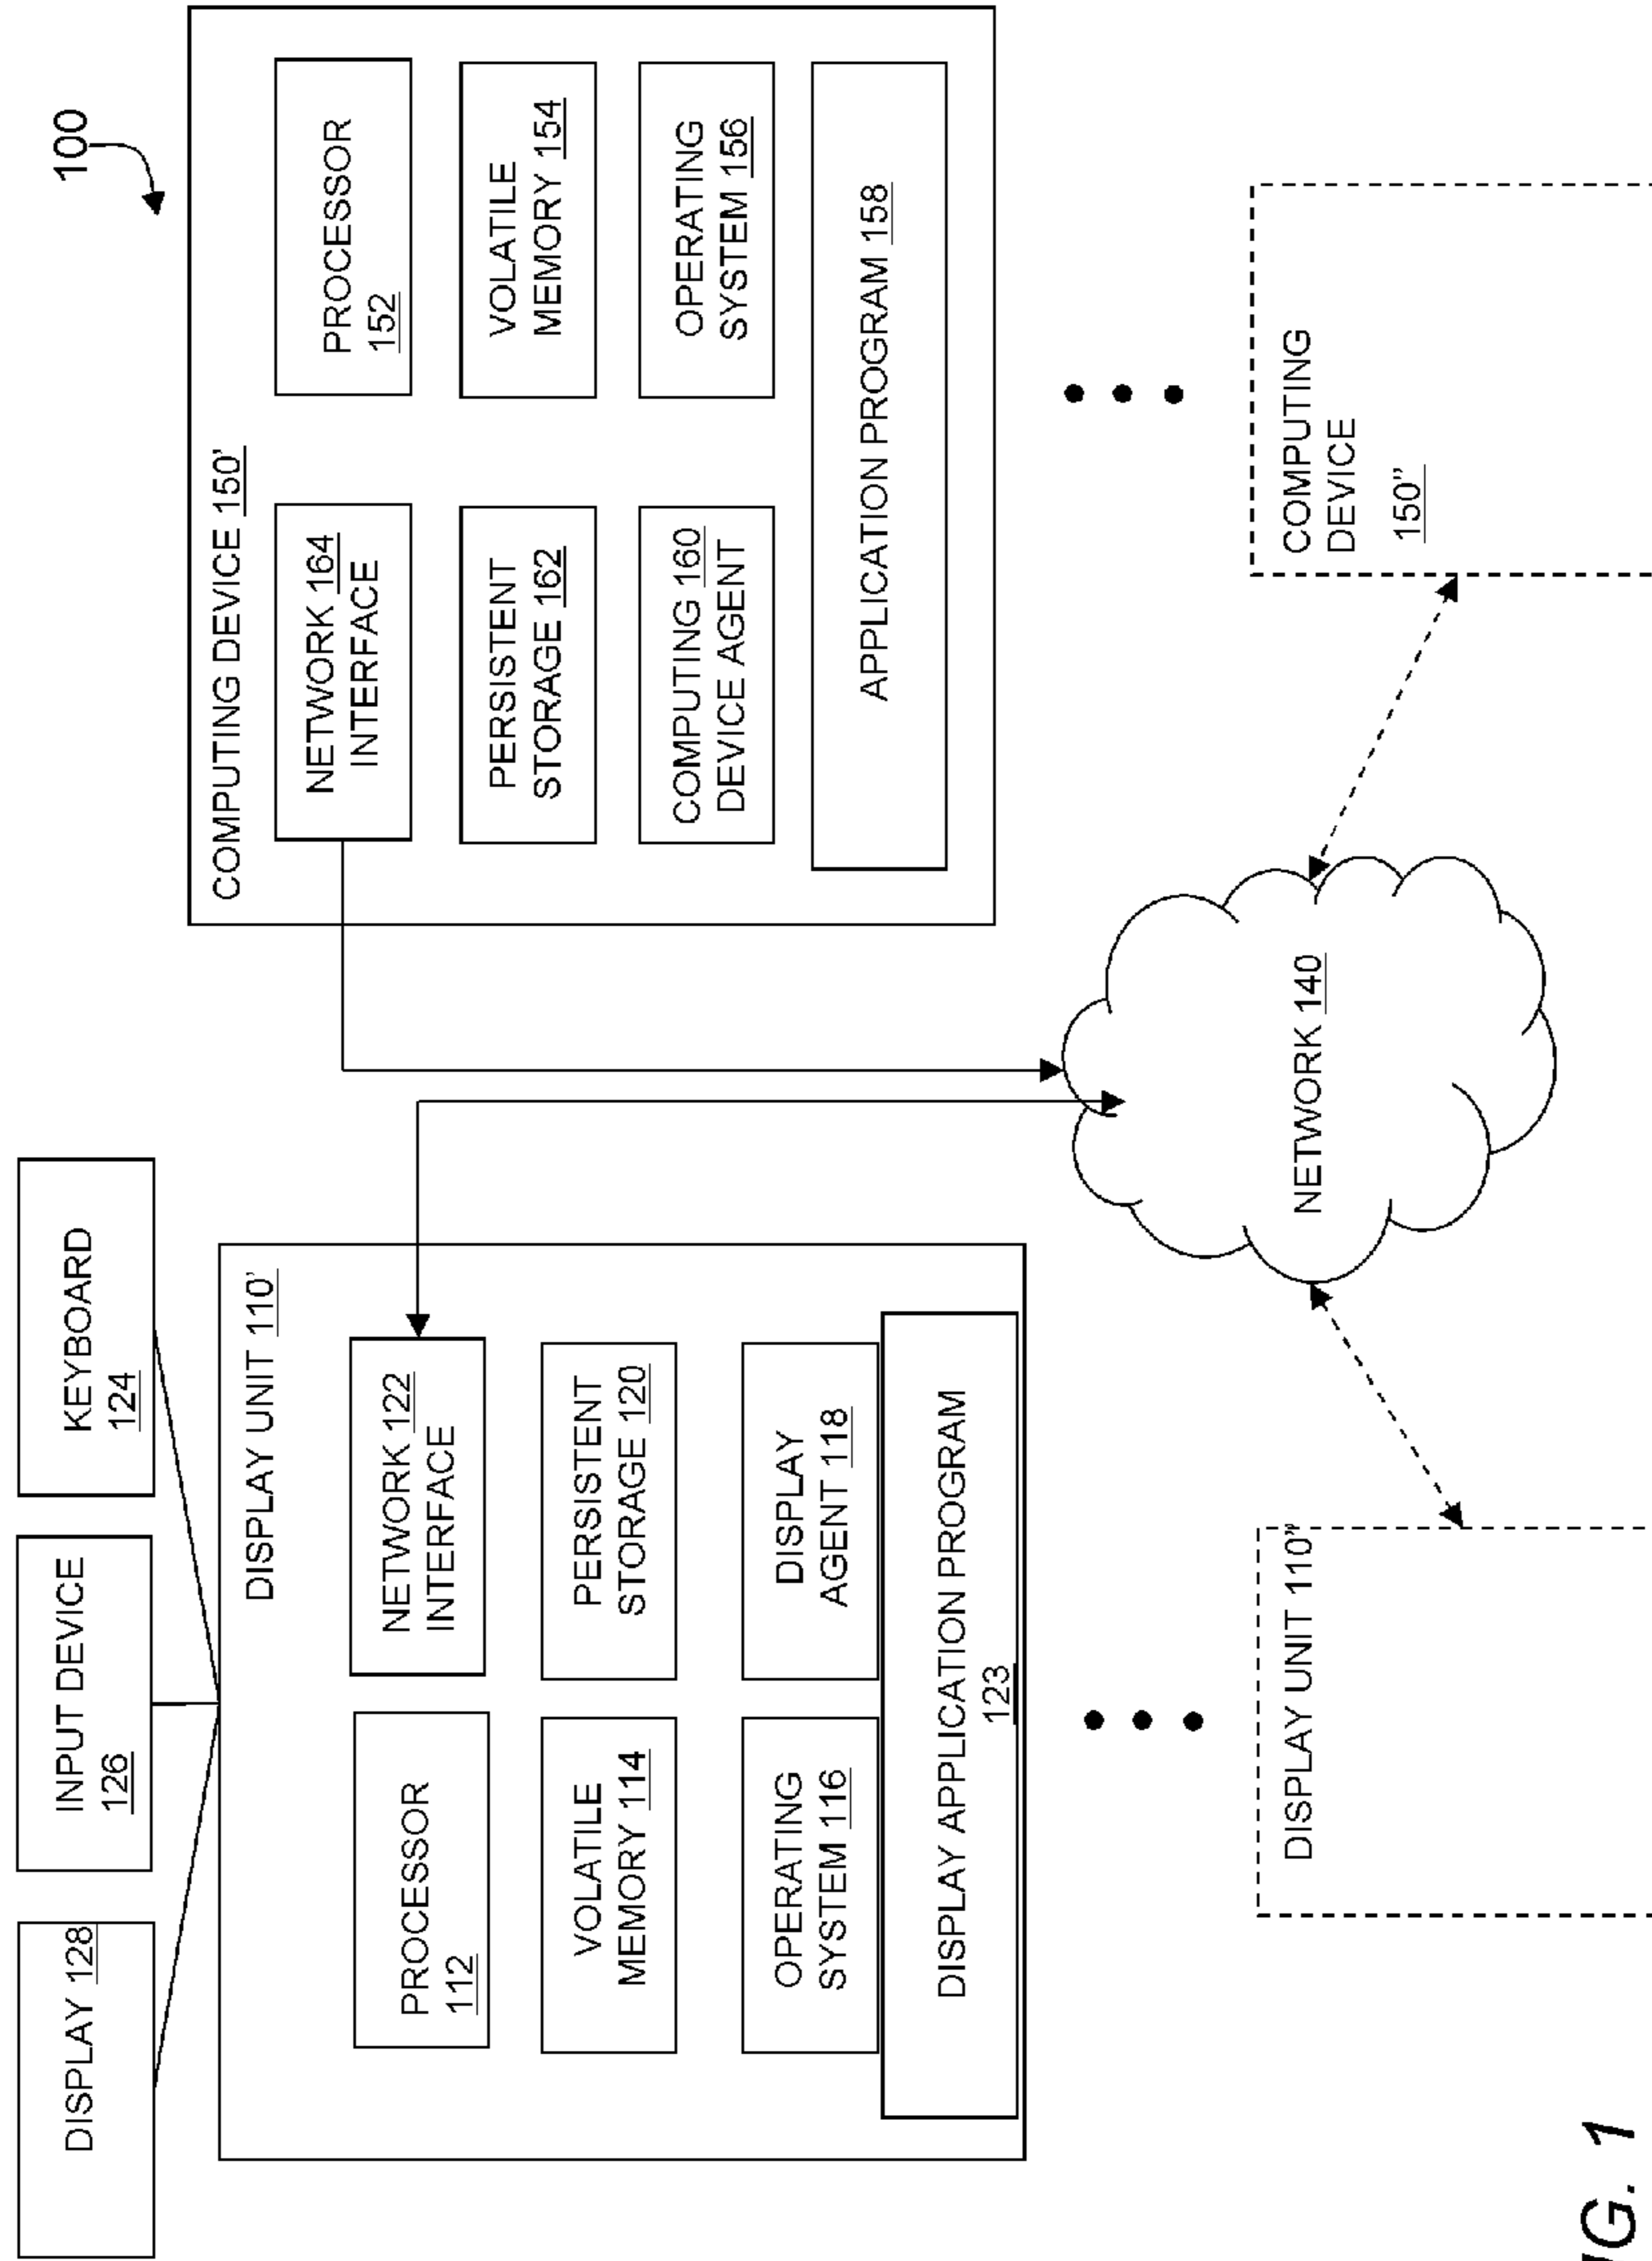 100
DISPLAY 128
INPUT DEVICE
126
KEYBOARD
124
DISPLAY UNIT 110'
PROCESSOR
112
NETWORK 122
INTERFACE
VOLATILE
MEMORY 114
PERSISTENT
STORAGE 120
OPERATING
SYSTEM 116
DISPLAY
AGENT 118
DISPLAY APPLICATION PROGRAM
123
COMPUTING DEVICE 150'
NETWORK 164
INTERFACE
PROCESSOR
152
PERSISTENT
STORAGE 162
VOLATILE
MEMORY 154
COMPUTING 160
DEVICE AGENT
OPERATING
SYSTEM 156
APPLICATION PROGRAM 158
DISPLAY UNIT 110"
NETWORK 140
COMPUTING
DEVICE
150"
IG. 1